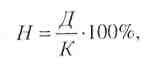 Н = Д/К · 100%,